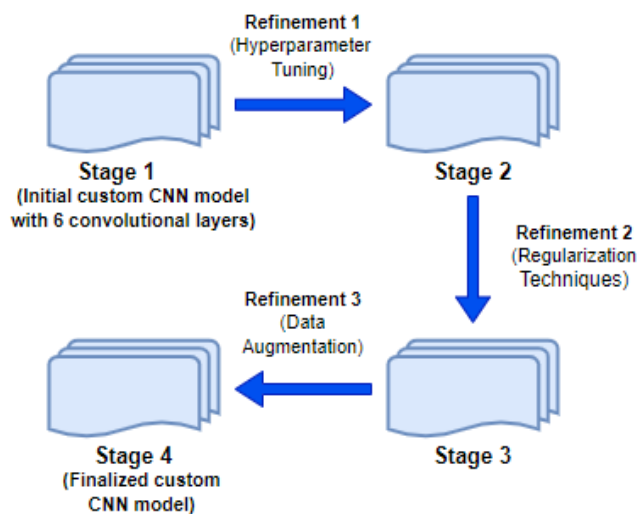 Refinement 1
(Hyperparameter
Tuning)
Stage 1
(Initial custom CNN model
with 6 convolutional layers)
Stage 2
Refinement 2
(Regularization
Techniques)
Refinement 3
(Data
Augmentation)
Stage 4
(Finalized custom
CNN model)
Stage 3